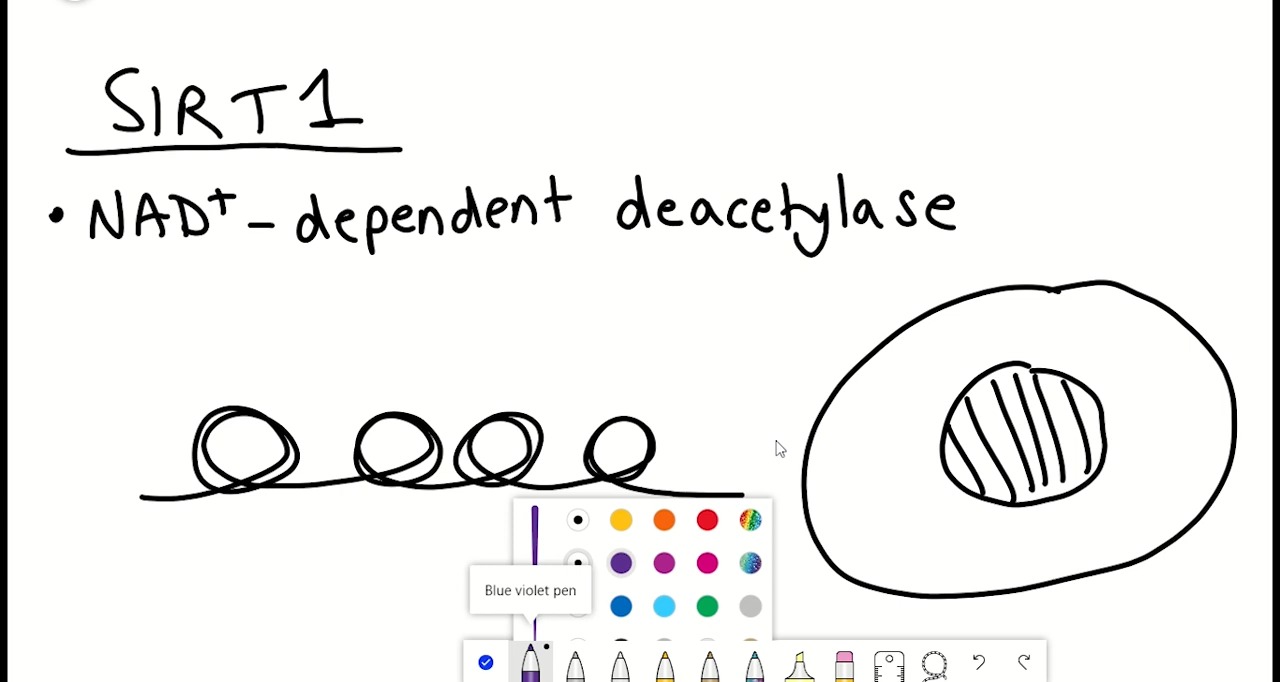 SIRT1
• NAD+ - dependent deacetylase
Blue violet pen